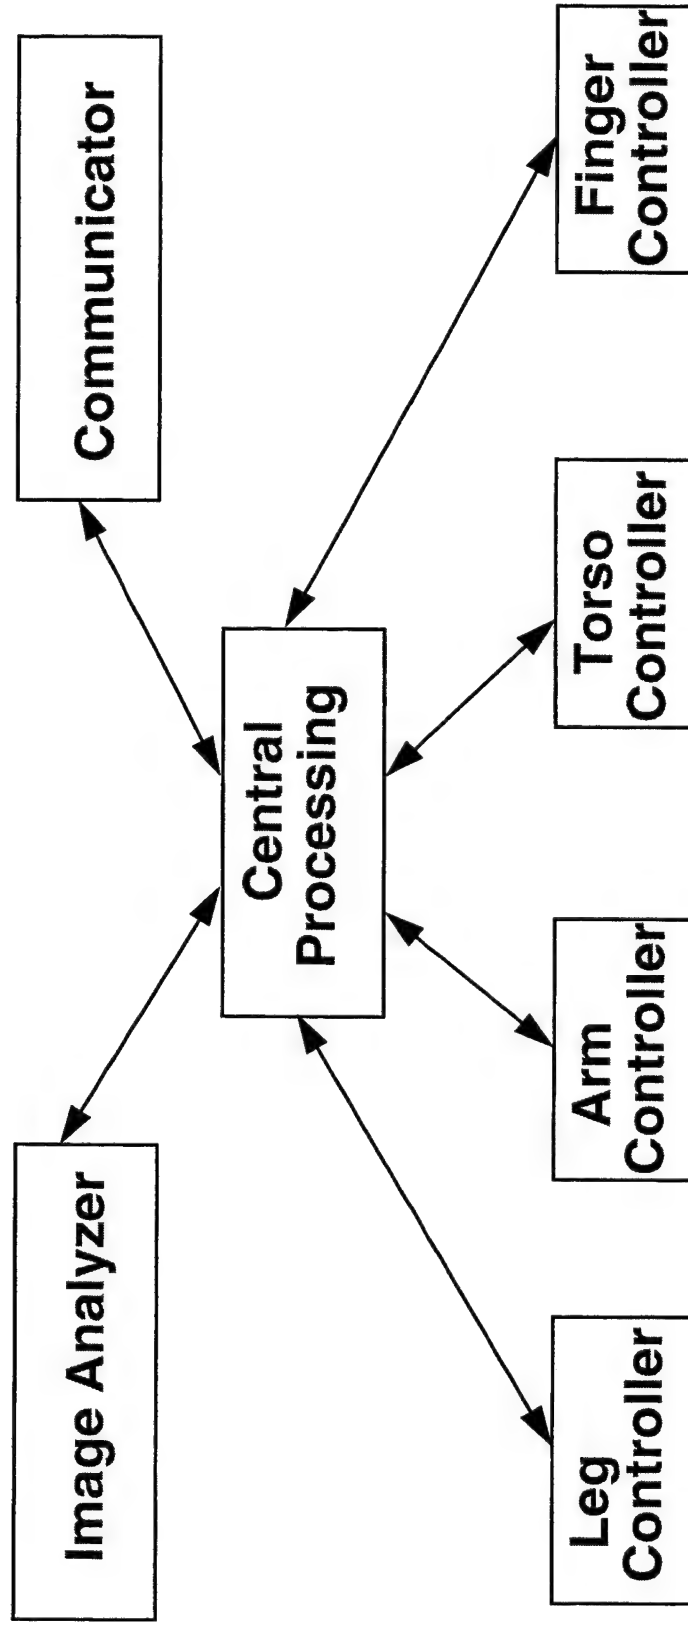 Image Analyzer
Communicator
Central
Processing
Leg
Controller
Arm
Controller
Torso
Controller
Finger
Controller